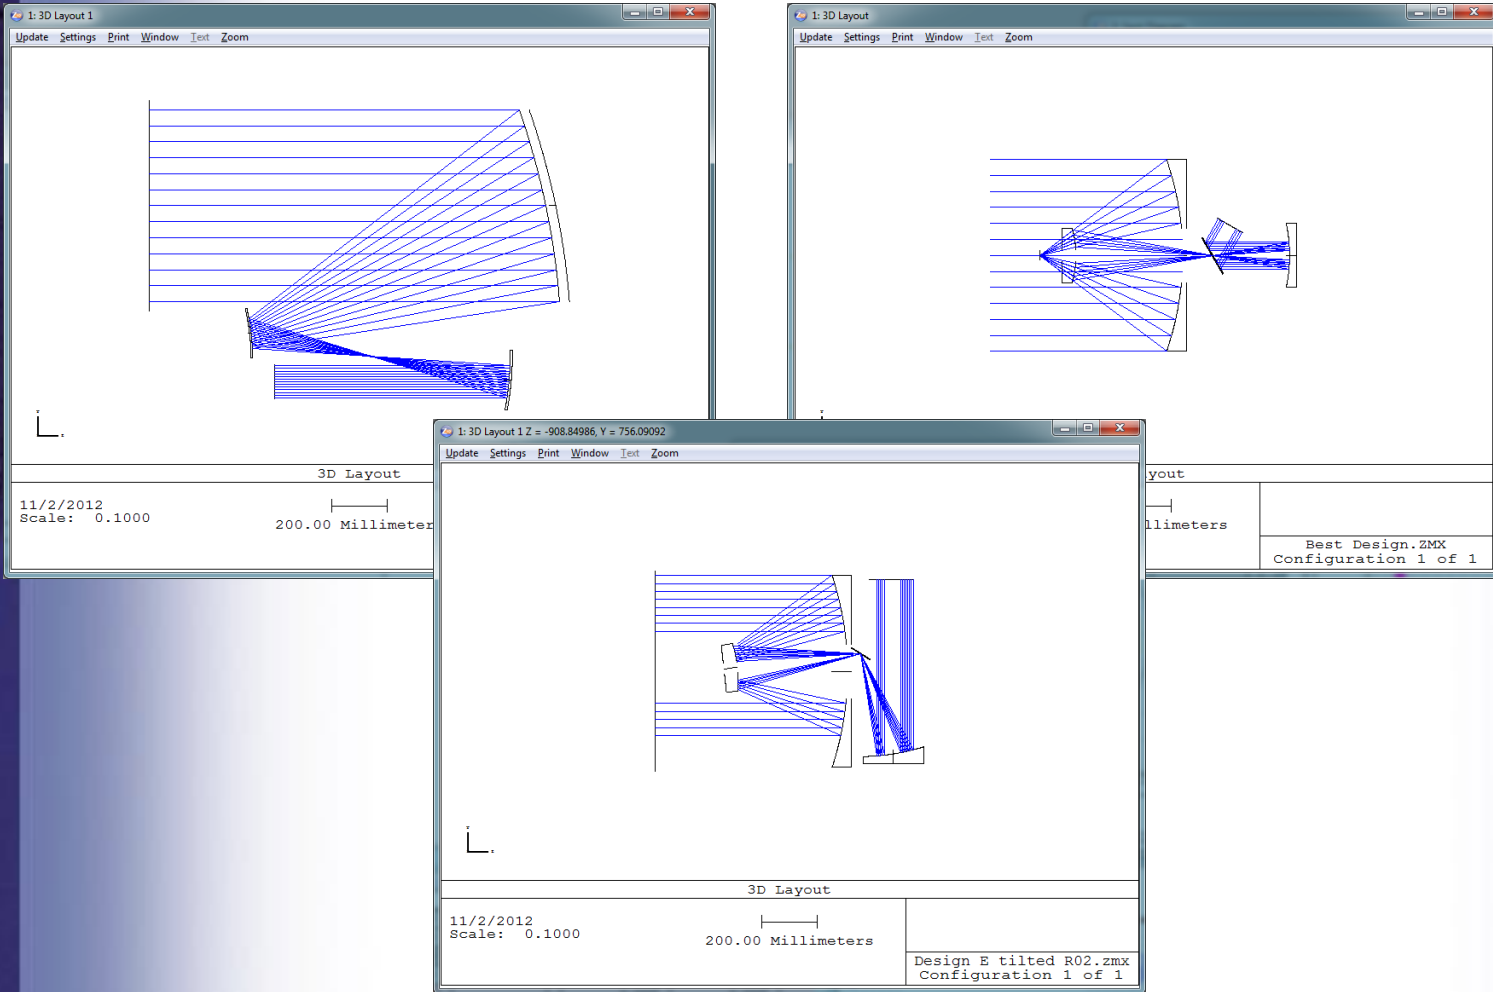 1: 3D Layout 1
Update Settings Print Window Text Zoom
3D Layout
11/2/2012
Scale: 0.1000
200.00 Millimeter
1: 3D Layout
Update Settings Print Window Text Zoom
yout
llimeters
Best Design.ZMX
Configuration 1 of 1
1: 3D Layout 1 Z = -908.84986, Y = 756.09092
Update Settings Print Window Text Zoom
3D Layout
11/2/2012
Scale: 0.1000
200.00 Millimeters
Design E tilted R02.zmx
Configuration 1 of 1